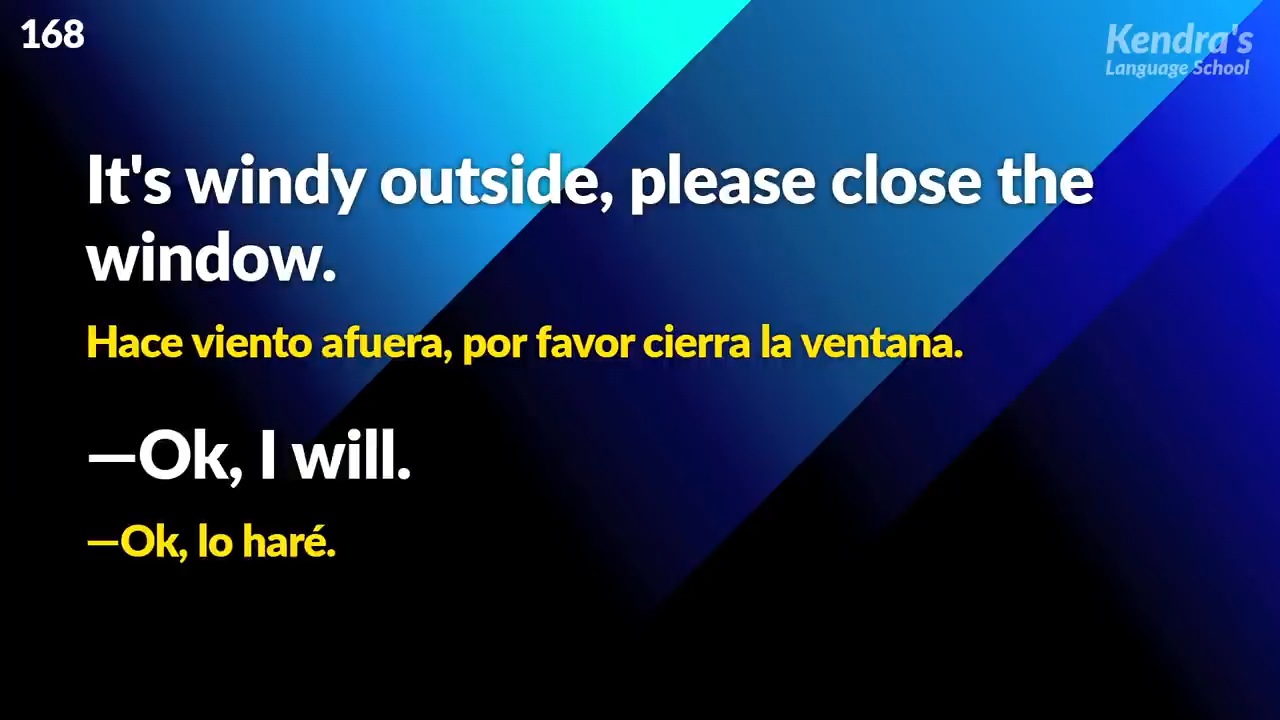 168
Kendra's
Language School
It's windy outside, please close the
window.
Hace viento afuera, por favor cierra la ventana.
—Ok, I will.
—Ok, lo haré.